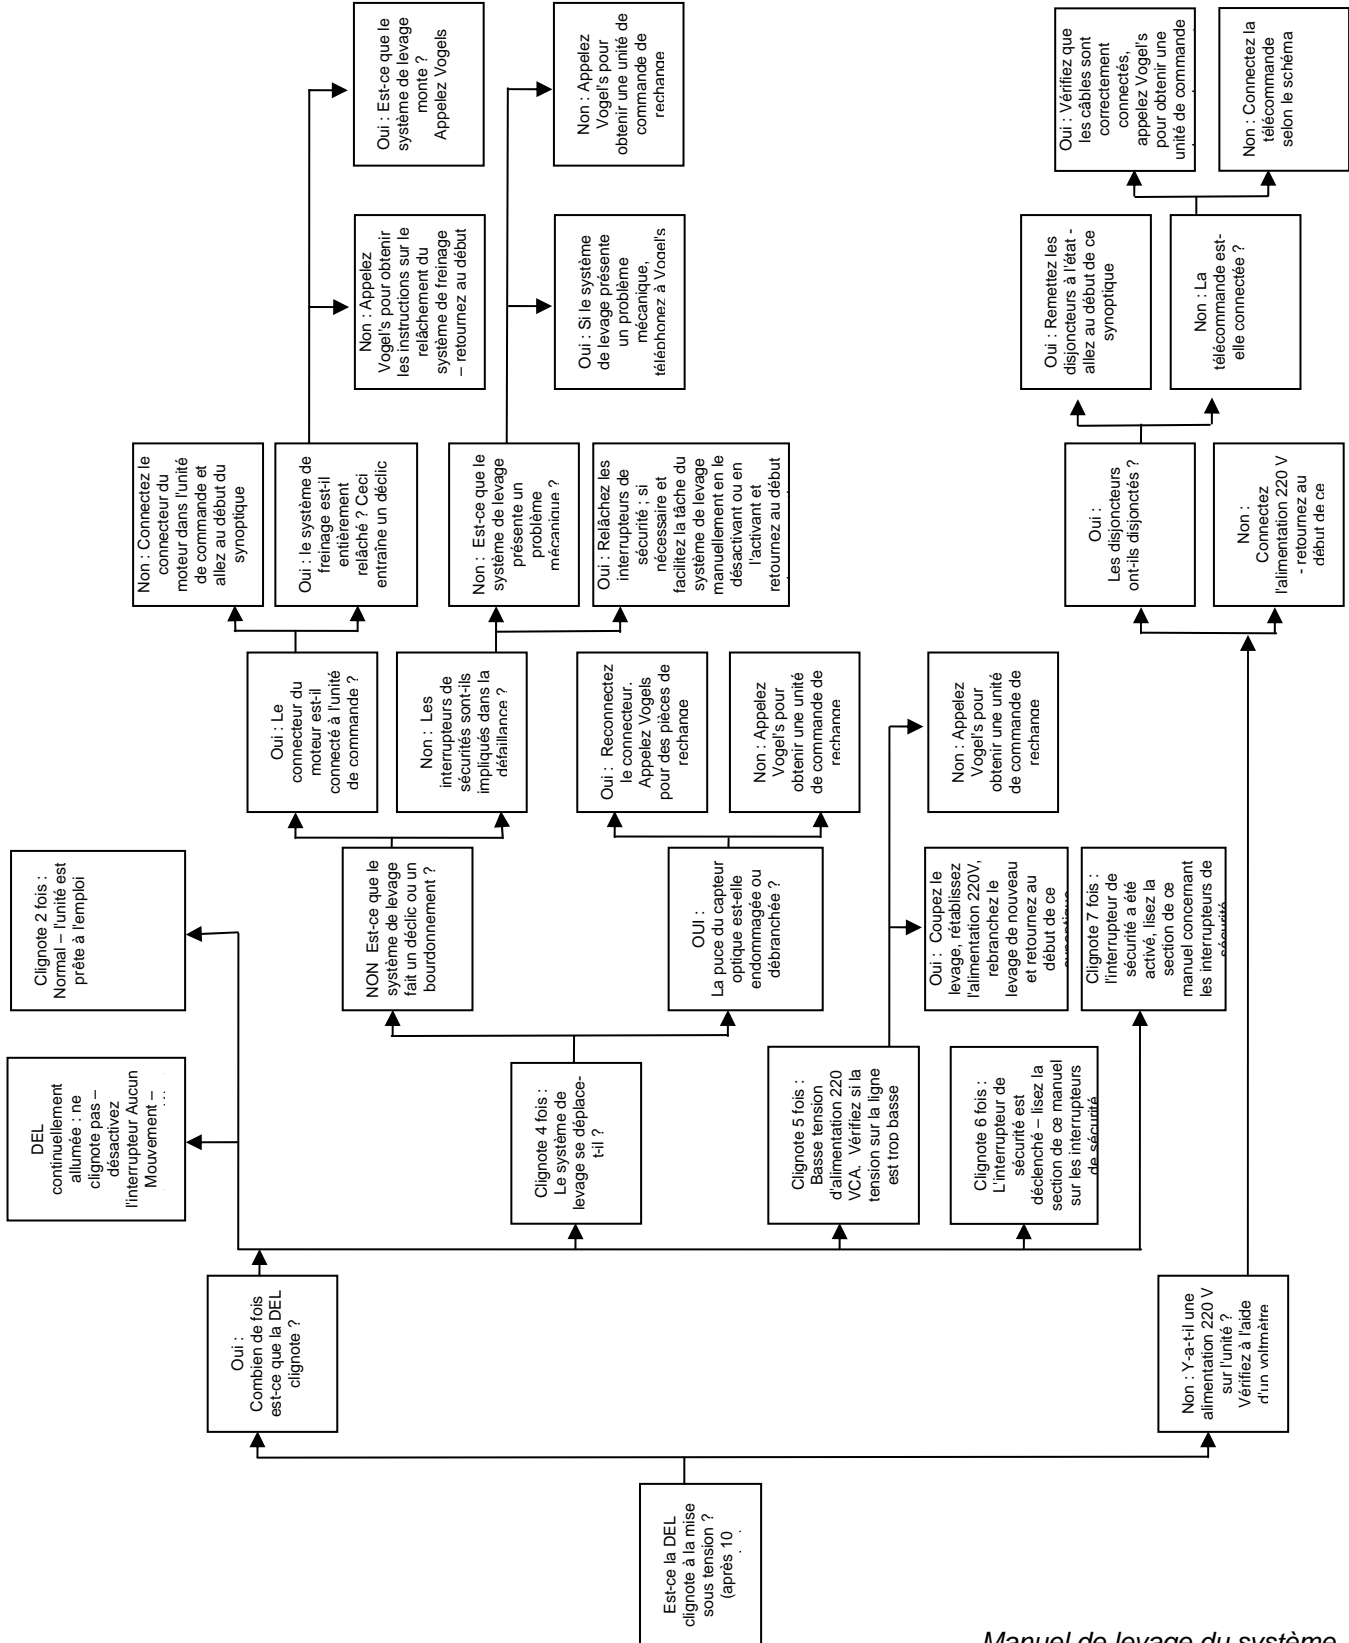 Est-ce la DEL
clignote à la mise
sous tension ?
(après 10
Oui :
Combien de fois
est-ce que la DEL
clignote ?
Non : Y-a-t-il une
alimentation 220 V
sur l'unité ?
Vérifiez à l'aide
d'un voltmètre
DEL
continuellement
allumée : ne
clignote pas –
désactivez
l'interrupteur Aucun
Mouvement –
Clignote 2 fois :
Normal – l'unité est
prête à l'emploi
Clignote 4 fois :
Le système de
levage se déplace-
t-il ?
Clignote 5 fois :
Basse tension
d'alimentation 220
VCA. Vérifiez si la
tension sur la ligne
est trop basse
Clignote 6 fois :
L'interrupteur de
sécurité est
déclenché – lisez la
section de ce manuel
sur les interrupteurs
de sécurité
Clignote 7 fois :
l'interrupteur de
sécurité a été
activé, lisez la
section de ce
manuel concernant
les interrupteurs de
sécurité
NON Est-ce que le
système de levage
fait un déclic ou un
bourdonnement ?
OUI :
La puce du capteur
optique est-elle
endommagée ou
débranchée ?
Oui : Coupez le
levage, rétablissez
l'alimentation 220V,
rebranchez le
levage de nouveau
et retournez au
début de ce
synoptique
Non : Appelez
Vogel's pour
obtenir une unité
de commande de
rechange
Oui : Le
connecteur du
moteur est-il
connecté à l'unité
de commande ?
Non : Les
interrupteurs de
sécurités sont-ils
impliqués dans la
défaillance ?
Oui : Reconnectez
le connecteur.
Appelez Vogels
pour des pièces de
rechange
Non : Appelez
Vogel's pour
obtenir une unité
de commande de
rechange
Non : Connectez le
connecteur du
moteur dans l'unité
de commande et
allez au début du
synoptique
Oui : le système de
freinage est-il
entièrement
relâché ? Ceci
entraîne un déclic
Non : Est-ce que le
système de levage
présente un
problème
mécanique ?
Oui : Relâchez les
interrupteurs de
sécurité ; si
nécessaire et
facilitez la tâche du
système de levage
manuellement en le
désactivant ou en
l'activant et
retournez au début
Non : Appelez
Vogel's pour obtenir
les instructions sur le
relâchement du
système de freinage
– retournez au début
Oui : Est-ce que le
système de levage
monte ?
Appelez Vogels
Oui : Si le système
de levage présente
un problème
mécanique,
téléphonez à Vogel's
Non : Appelez
Vogel's pour
obtenir une unité de
commande de
rechange
Oui :
Les disjoncteurs
ont-ils disjonctés ?
Non :
Connectez
l'alimentation 220 V
- retournez au
début de ce
Oui : Remettez les
disjoncteurs à l'état -
allez au début de ce
synoptique
Non : La
télécommande est-
elle connectée ?
Oui : Vérifiez que
les câbles sont
correctement
connectés,
appelez Vogel's
pour obtenir une
unité de commande
Non : Connectez la
télécommande
selon le schéma
Manuel de levage du système